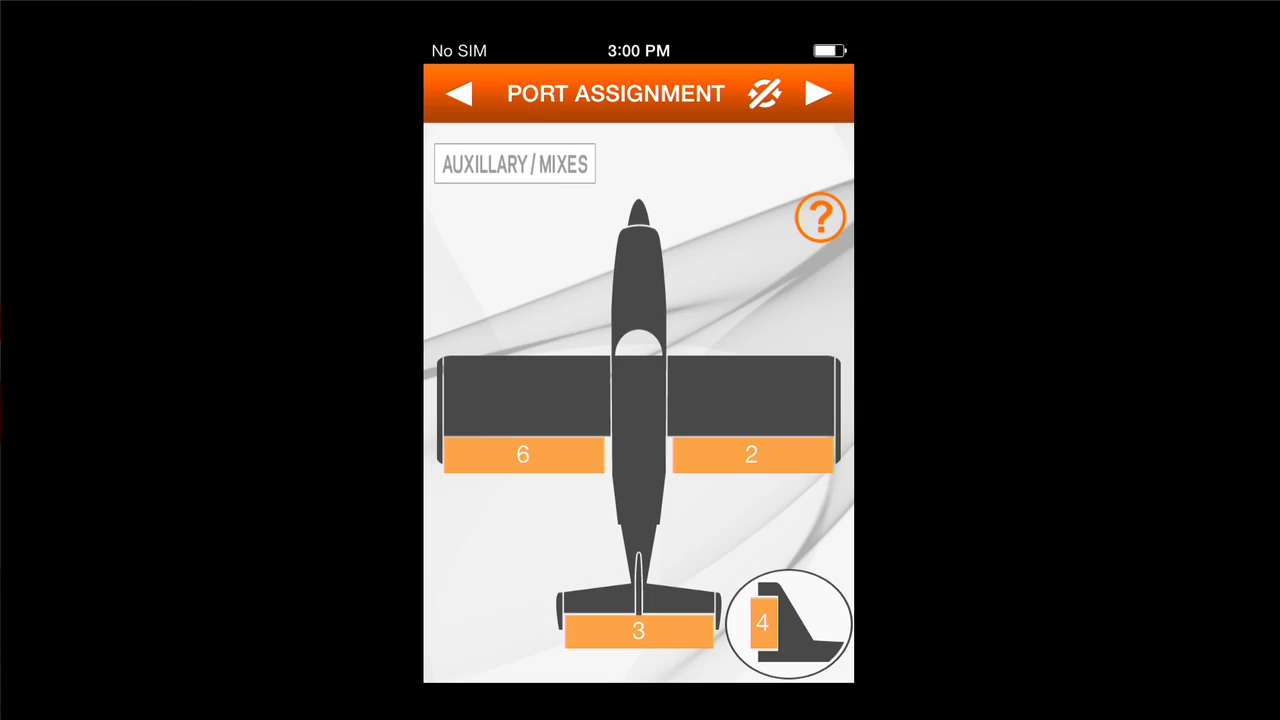 No SIM 3:00 PM
PORT ASSIGNMENT
AUXILLARY / MIXES
?
6 2
3
4